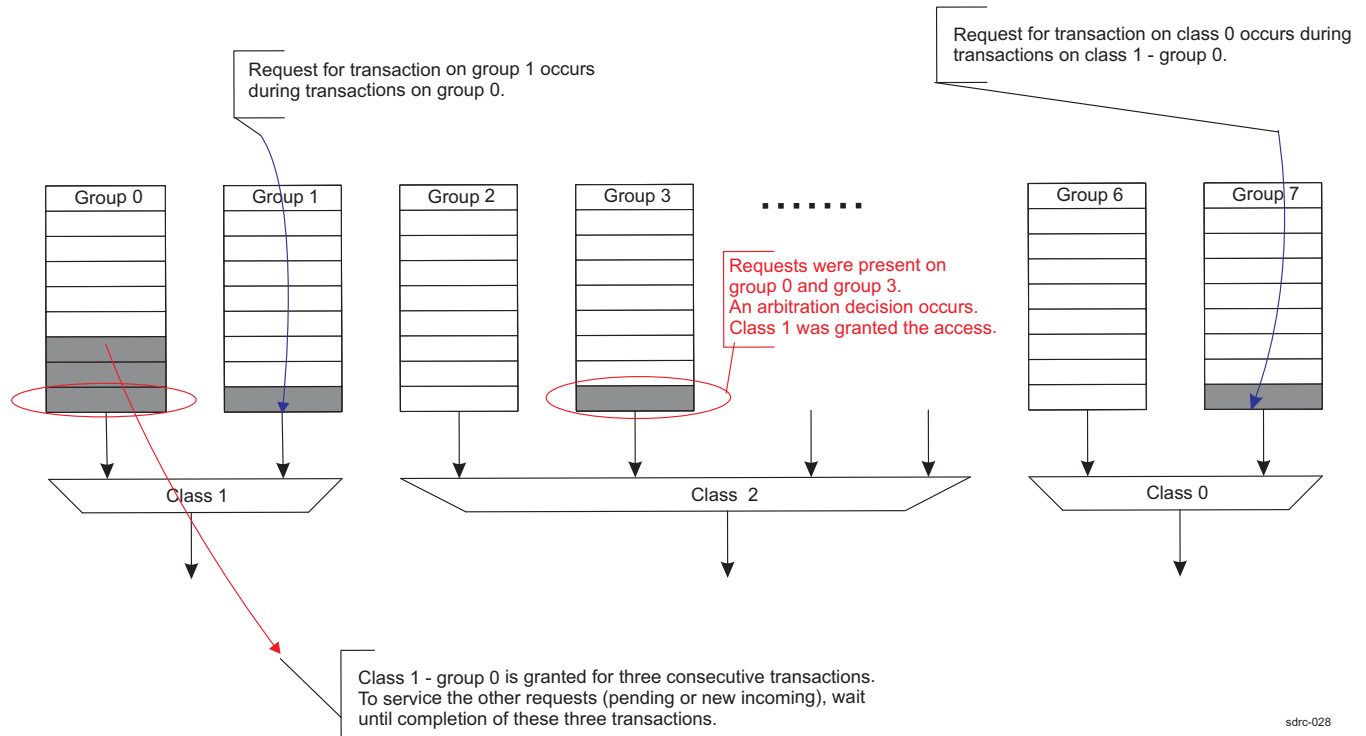 Request for transaction on class 0 occurs during
transactions on class 1 - group 0.
Request for transaction on group 1 occurs
during transactions on group 0.
Group 0
Group 1
Group 2
Group 3
.......
Group 6
Group 7
Requests were present on
group 0 and group 3.
An arbitration decision occurs.
Class 1 was granted the access.
Class 1
Class 2
Class 0
Class 1 - group 0 is granted for three consecutive transactions.
To service the other requests (pending or new incoming), wait
until completion of these three transactions.
sdrc-028